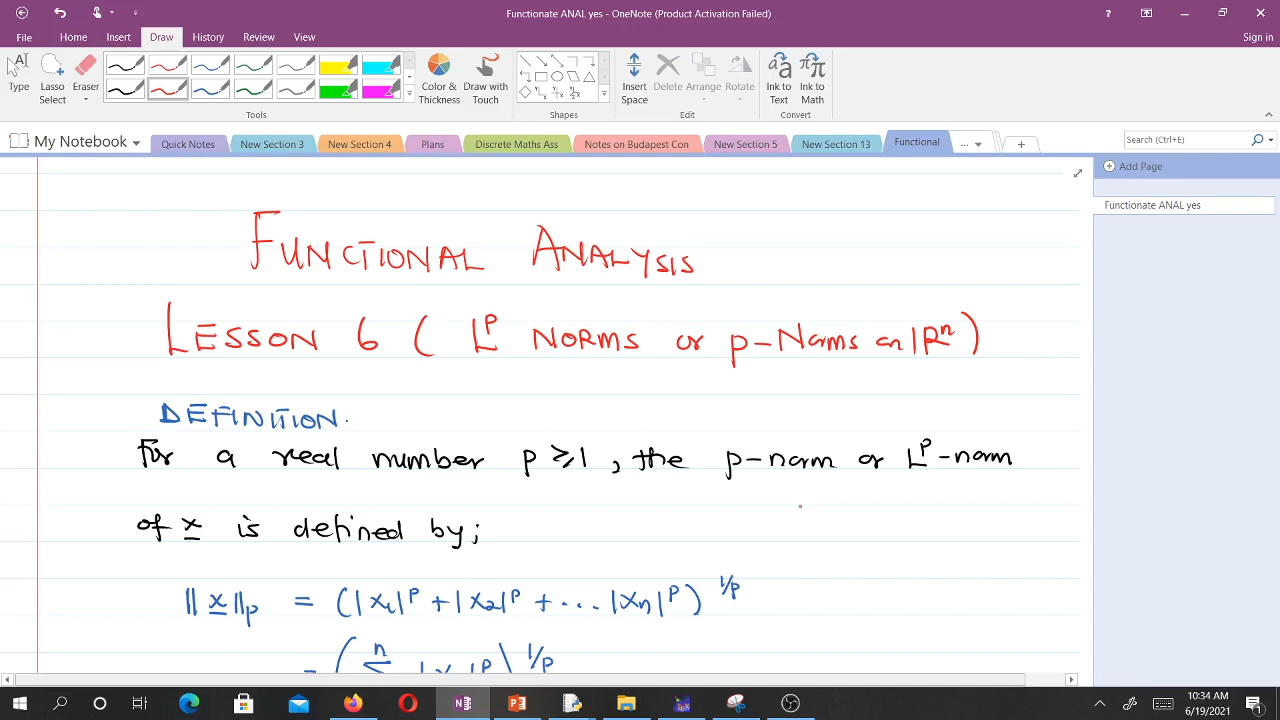 Functionate ANAL yes - OneNote (Product Activation Failed)
File Home Insert Draw History Review View
Sign in
Type
Lasso Select
Eraser
Color & Thickness
Draw with Touch
Insert Space
Delete
Arrange
Rotate
Ink to Text
Ink to Math
Tools
Shapes
Edit
Convert
My Notebook
Quick Notes
New Section 3
New Section 4
Plans
Discrete Maths Ass
Notes on Budapest Con
New Section 5
New Section 13
Functional
...
Search (Ctrl+E)
Add Page
Functionate ANAL yes
FUNCTIONAL ANALYSIS
LESSON 6 ( L^p NORMS or p-Norms on ℝ^n )
DEFINITION.
For a real number p ≥ 1, the p-norm or L^p-norm
of x is defined by;
‖x‖_p = (|x_1|^p + |x_2|^p + ... |x_n|^p)^{1/p}
= ( n ∑ |x |^p )^{1/p}
10:34 AM
6/19/2021